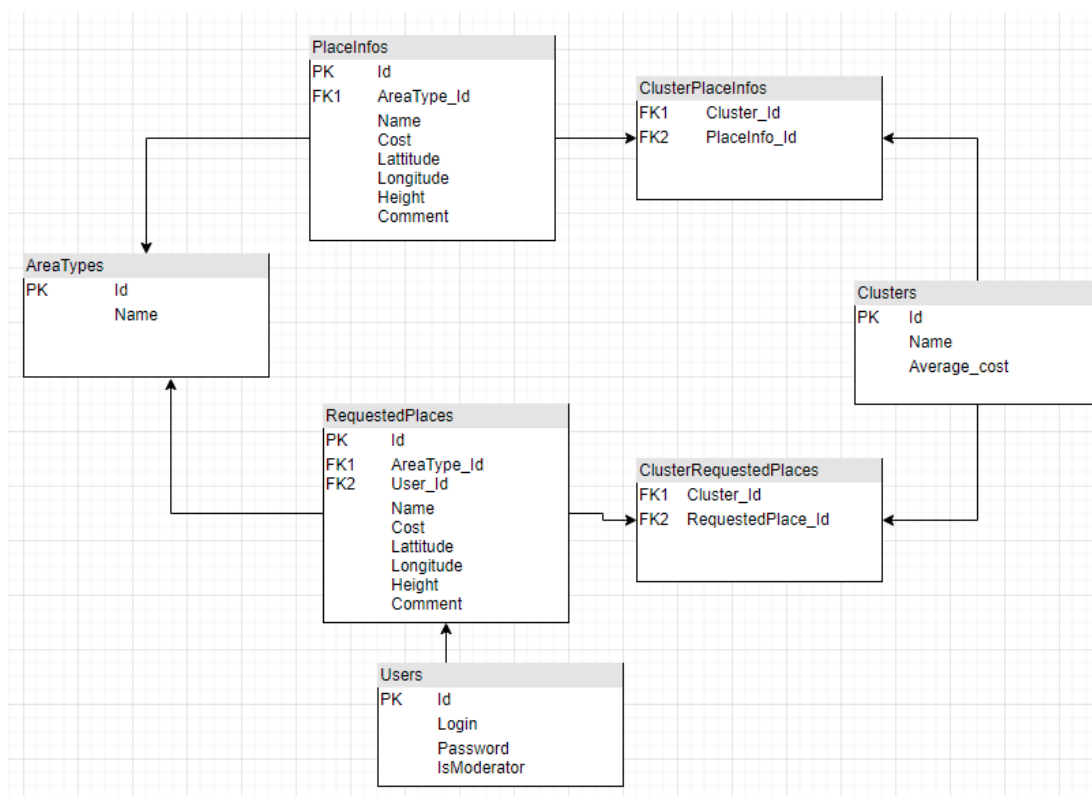 PlaceInfos
PK Id
FK1 AreaType_Id
Name
Cost
Lattitude
Longitude
Height
Comment
ClusterPlaceInfos
FK1 Cluster_Id
FK2 PlaceInfo_Id
AreaTypes
PK Id
Name
Clusters
PK Id
Name
Average_cost
RequestedPlaces
PK Id
FK1 AreaType_Id
FK2 User_Id
Name
Cost
Lattitude
Longitude
Height
Comment
ClusterRequestedPlaces
FK1 Cluster_Id
FK2 RequestedPlace_Id
Users
PK Id
Login
Password
IsModerator